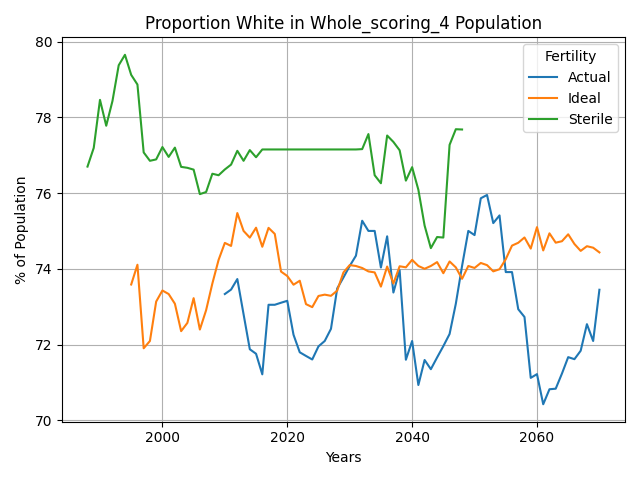 Proportion White in Whole_scoring_4 Population
% of Population
80
78
76
74
72
70
Fertility
Actual
Ideal
Sterile
2000
2020
2040
2060
Years